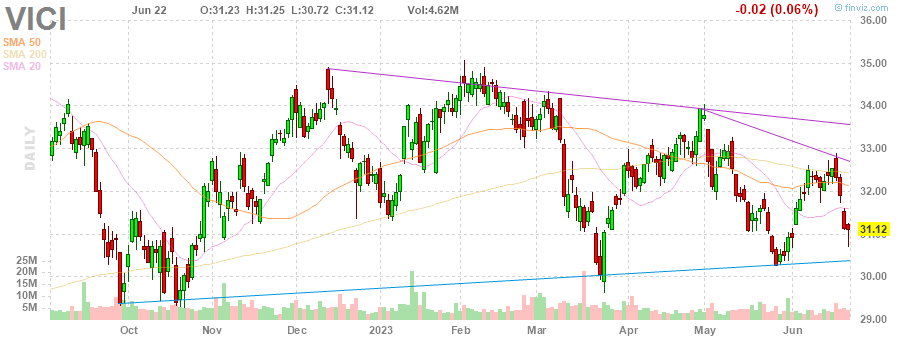 VICI
Jun 22 O:31.23 H:31.25 L:30.72 C:31.12 Vol:4.62M -0.02 (0.06%)
© finviz.com
SMA 50
SMA 200
SMA 20
DAILY
36.00
35.00
34.00
33.00
32.00
31.12
31.00
30.00
29.00
25M
20M
15M
10M
5M
Oct Nov Dec 2023 Feb Mar Apr May Jun